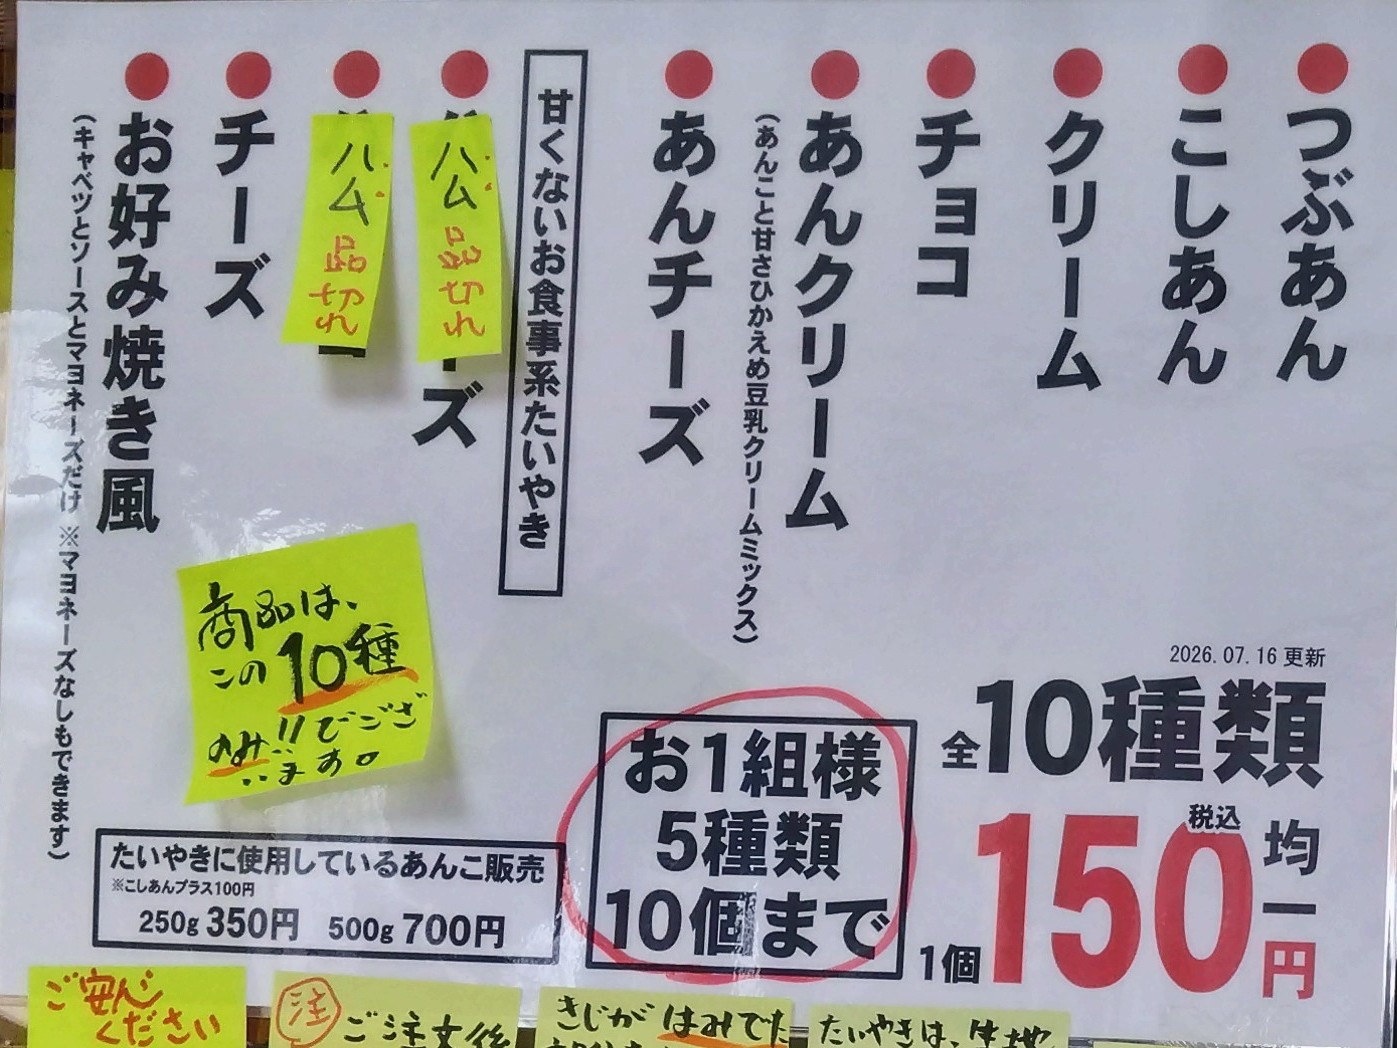 つぶあん
こしあん
クリーム
チョコ
あんクリーム
(あんこと甘さひかえめ豆乳クリームミックス)
あんチーズ
甘くないお食事系たいやき
ハム
品切れ
ーズ
ハム
品切れ
チーズ
お好み焼き風
(キャベツとソースとマヨネーズだけ ※マヨネーズなしもできます)
商品は、
この10種
のみ!!でござ
います。
2026.07.16更新
全10種類
税込
均一
1個150円
お1組様
5種類
10個まで
たいやきに使用しているあんこ販売
※こしあんプラス100円
250g 350円 500g 700円
ご安心
ください
注 ご注文後
きじがはみでた
たいやきは、生地